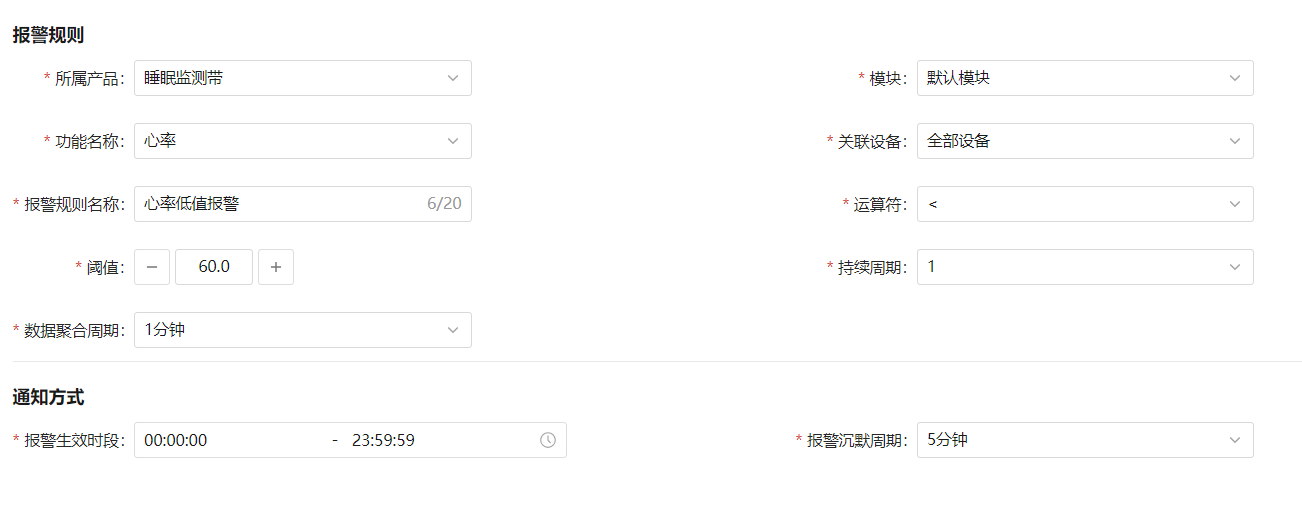 报警规则
* 所属产品： 睡眠监测带 * 模块： 默认模块
* 功能名称： 心率 * 关联设备： 全部设备
* 报警规则名称： 心率低值报警 6/20 * 运算符： <
* 阈值： − 60.0 + * 持续周期： 1
* 数据聚合周期： 1分钟
通知方式
* 报警生效时段： 00:00:00 - 23:59:59 * 报警沉默周期： 5分钟